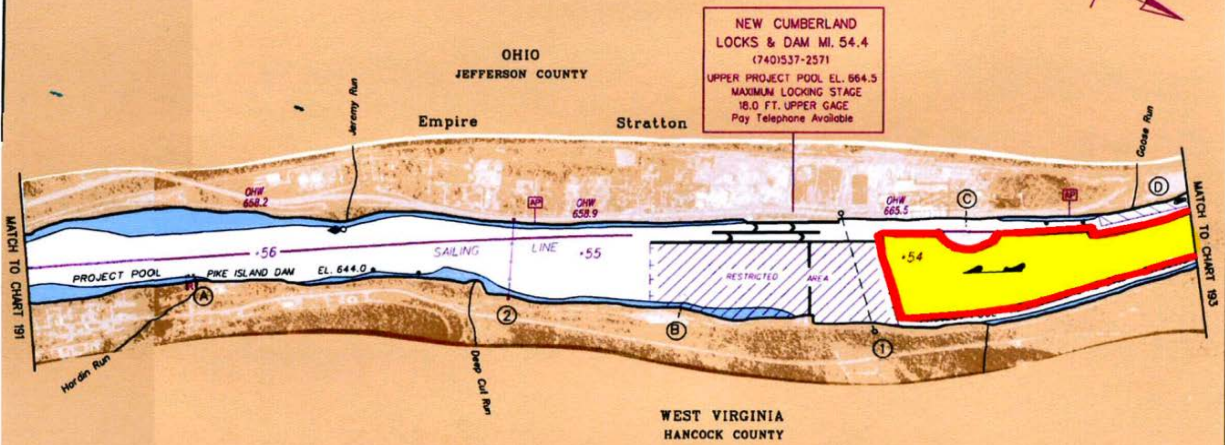 NEW CUMBERLAND
LOCKS & DAM MI. 54.4
(740)537-2571
UPPER PROJECT POOL EL. 664.5
MAXIMUM LOCKING STAGE
18.0 FT. UPPER GAGE
Pay Telephone Available
OHIO
JEFFERSON COUNTY
Jeremy Run
Empire
Stratton
Goose Run
OHW
668.2
AP
OHW
658.9
OHW
665.5
C
AP
D
MATCH TO CHART 191
56
SAILING
LINE
55
54
PROJECT POOL
PIKE ISLAND DAM
EL. 644.0
RESTRICTED
AREA
MATCH TO CHART 193
A
2
B
1
Hardin Run
Deep Cut Run
WEST VIRGINIA
HANCOCK COUNTY